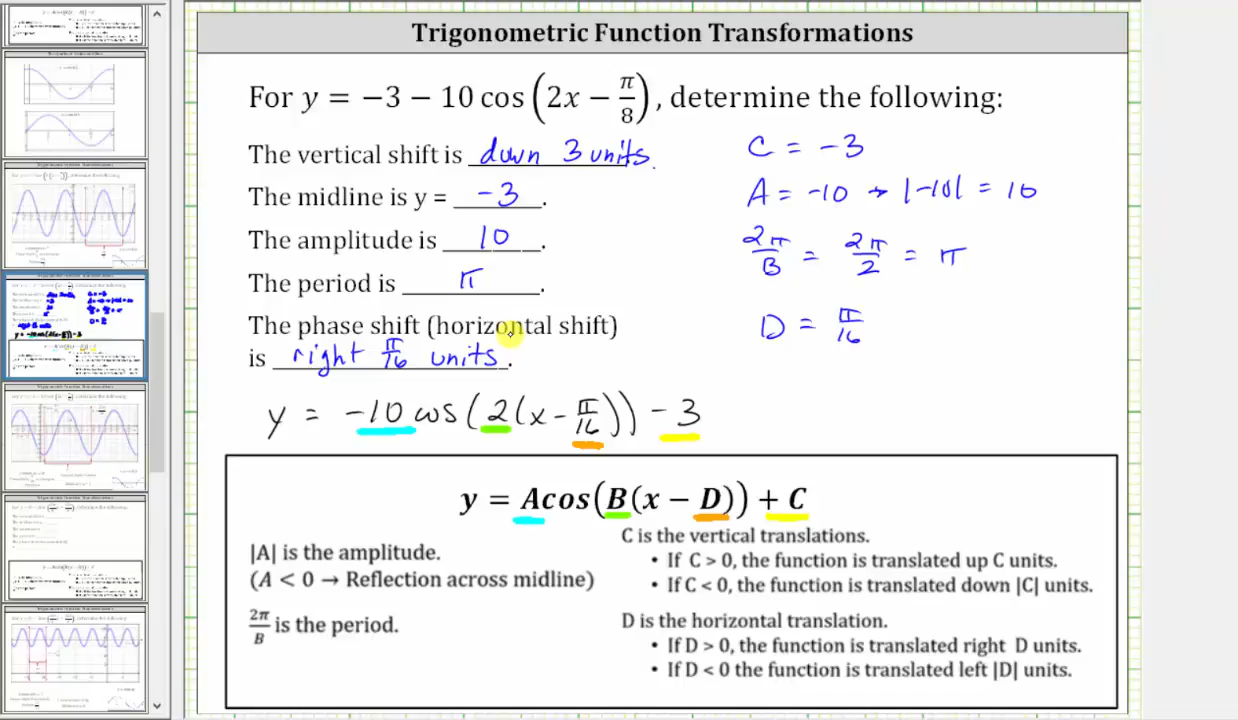 Trigonometric Function Transformations
For y = −3 − 10 cos(2x − π/8), determine the following:
The vertical shift is down 3 units.
C = -3
The midline is y = -3.
A = -10 → |-10| = 10
The amplitude is 10.
2π/B = 2π/2 = π
The period is π.
The phase shift (horizontal shift)
D = π/16
is right π/16 units.
y = -10 cos(2(x - π/16)) - 3
y = Acos(B(x − D)) + C
|A| is the amplitude.
(A < 0 → Reflection across midline)
2π/B is the period.
C is the vertical translations.
• If C > 0, the function is translated up C units.
• If C < 0, the function is translated down |C| units.
D is the horizontal translation.
• If D > 0, the function is translated right D units.
• If D < 0 the function is translated left |D| units.